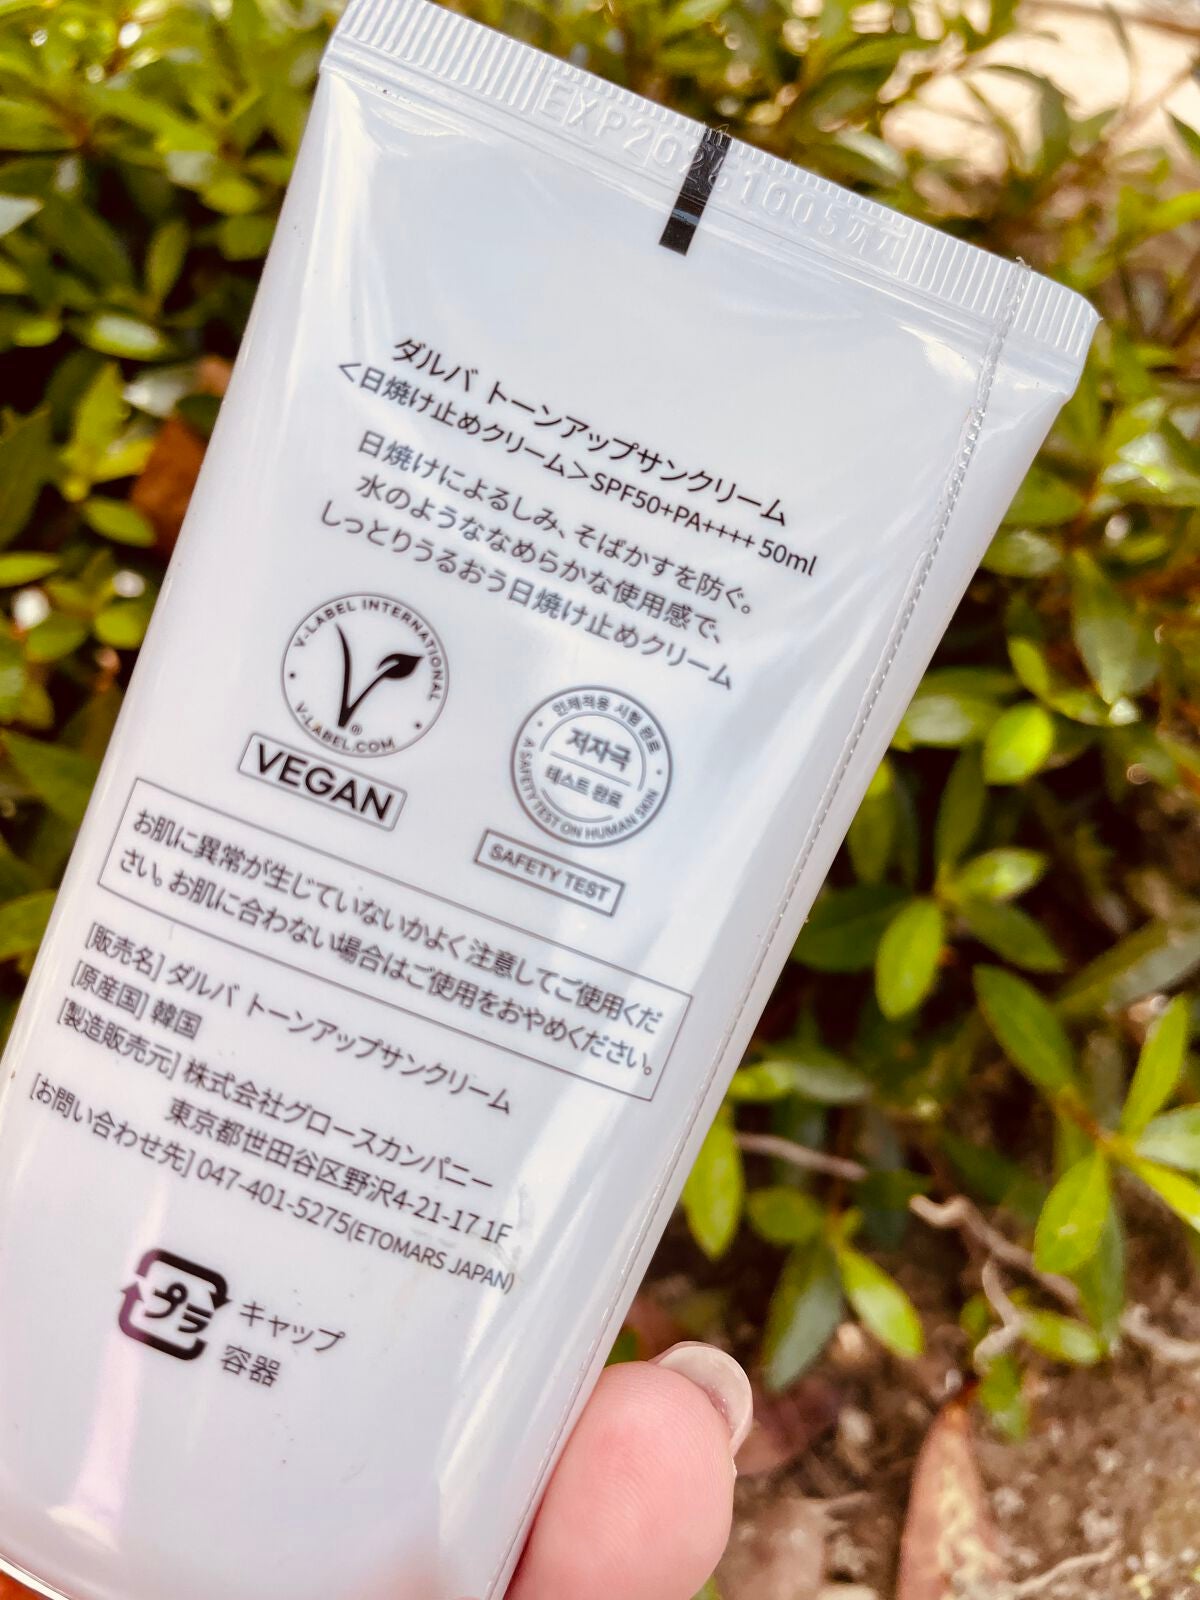 ダルバ トーンアップサンクリーム
<日焼け止めクリーム>SPF50+PA++++ 50ml
日焼けによるしみ、そばかすを防ぐ。
水のようななめらかな使用感で、
しっとりうるおう日焼け止めクリーム
V-LABEL INTERNATIONAL
V-LABEL.COM
®
VEGAN
인체적용 시험 완료
저자극
테스트 완료
A SAFETY TEST ON HUMAN SKIN
SAFETY TEST
お肌に異常が生じていないかよく注意してご使用くだ
さい。お肌に合わない場合はご使用をおやめください。
[販売名] ダルバ トーンアップサンクリーム
[原産国] 韓国
[製造販売元] 株式会社グロースカンパニー
東京都世田谷区野沢4-21-17 1F
[お問い合わせ先] 047-401-5275(ETOMARS JAPAN)
プラ
キャップ
容器